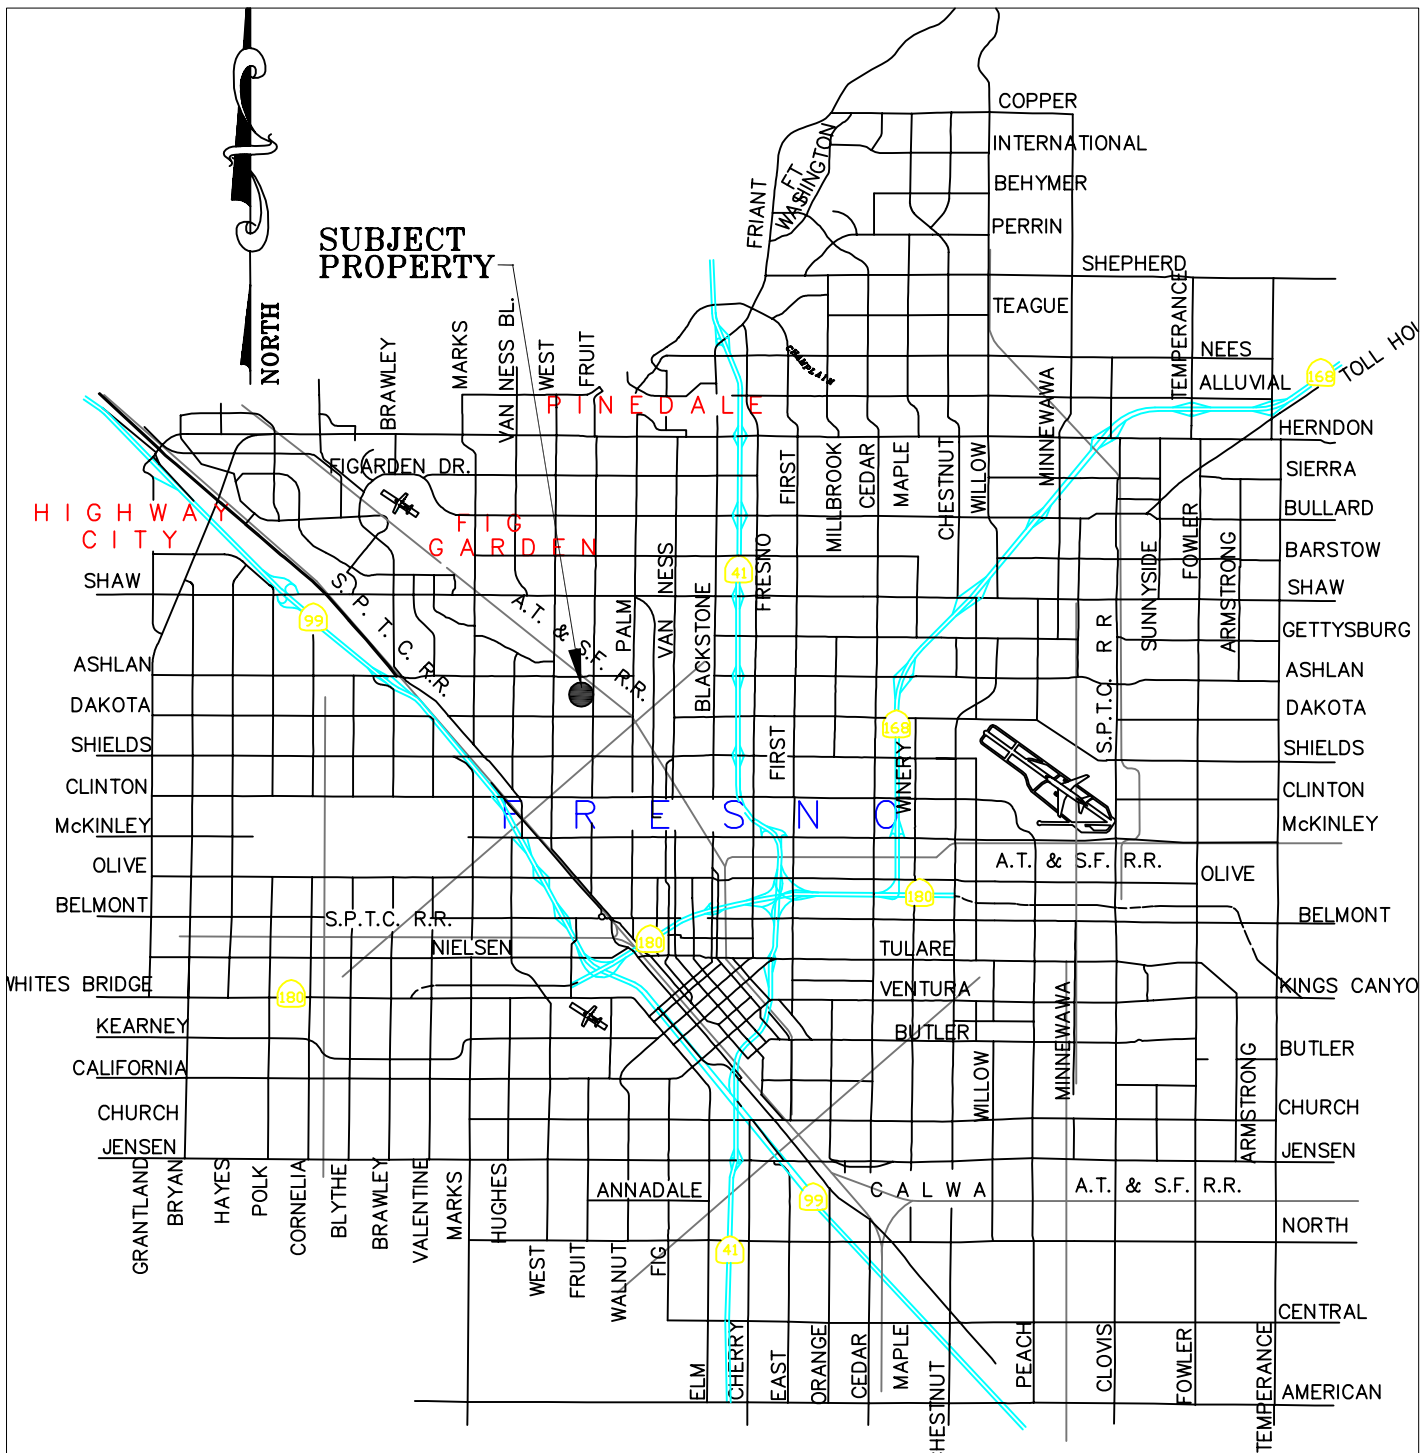 COPPER
INTERNATIONAL
BEHYMER
PERRIN
FT
WASHINGTON
FRIANT
SUBJECT
PROPERTY
NORTH
SHEPHERD
TEAGUE
TEMPERANCE
NEES
ALLUVIAL
168
TOLL HOU
BRAWLEY
MARKS
VAN NESS BL.
WEST
FRUIT
CHAMPLAIN
PINEDALE
MINNEWAWA
HERNDON
FIGARDEN DR.
FIRST
MILLBROOK
CEDAR
MAPLE
CHESTNUT
WILLOW
SIERRA
BULLARD
HIGHWAY
CITY
FIG
GARDEN
SUNNYSIDE
FOWLER
ARMSTRONG
BARSTOW
SHAW
SHAW
99
S. P. T. C. R.R.
A.T. & S.F. R.R.
PALM
VAN NESS
BLACKSTONE
41
FRESNO
S.P.T.C. R R
GETTYSBURG
ASHLAN
ASHLAN
DAKOTA
DAKOTA
168
SHIELDS
SHIELDS
FIRST
WINERY
CLINTON
CLINTON
FRESNO
McKINLEY
McKINLEY
OLIVE
A.T. & S.F. R.R.
OLIVE
BELMONT
180
BELMONT
S.P.T.C. R.R.
NIELSEN
180
TULARE
WHITES BRIDGE
180
VENTURA
MINNEWAWA
KINGS CANYO
KEARNEY
BUTLER
BUTLER
CALIFORNIA
WILLOW
ARMSTRONG
CHURCH
CHURCH
JENSEN
JENSEN
GRANTLAND
BRYAN
HAYES
POLK
CORNELIA
BLYTHE
BRAWLEY
VALENTINE
MARKS
HUGHES
ANNADALE
99
CALWA
A.T. & S.F. R.R.
NORTH
WEST
FRUIT
WALNUT
FIG
41
CENTRAL
ELM
CHERRY
EAST
ORANGE
CEDAR
MAPLE
CHESTNUT
PEACH
CLOVIS
FOWLER
TEMPERANCE
AMERICAN